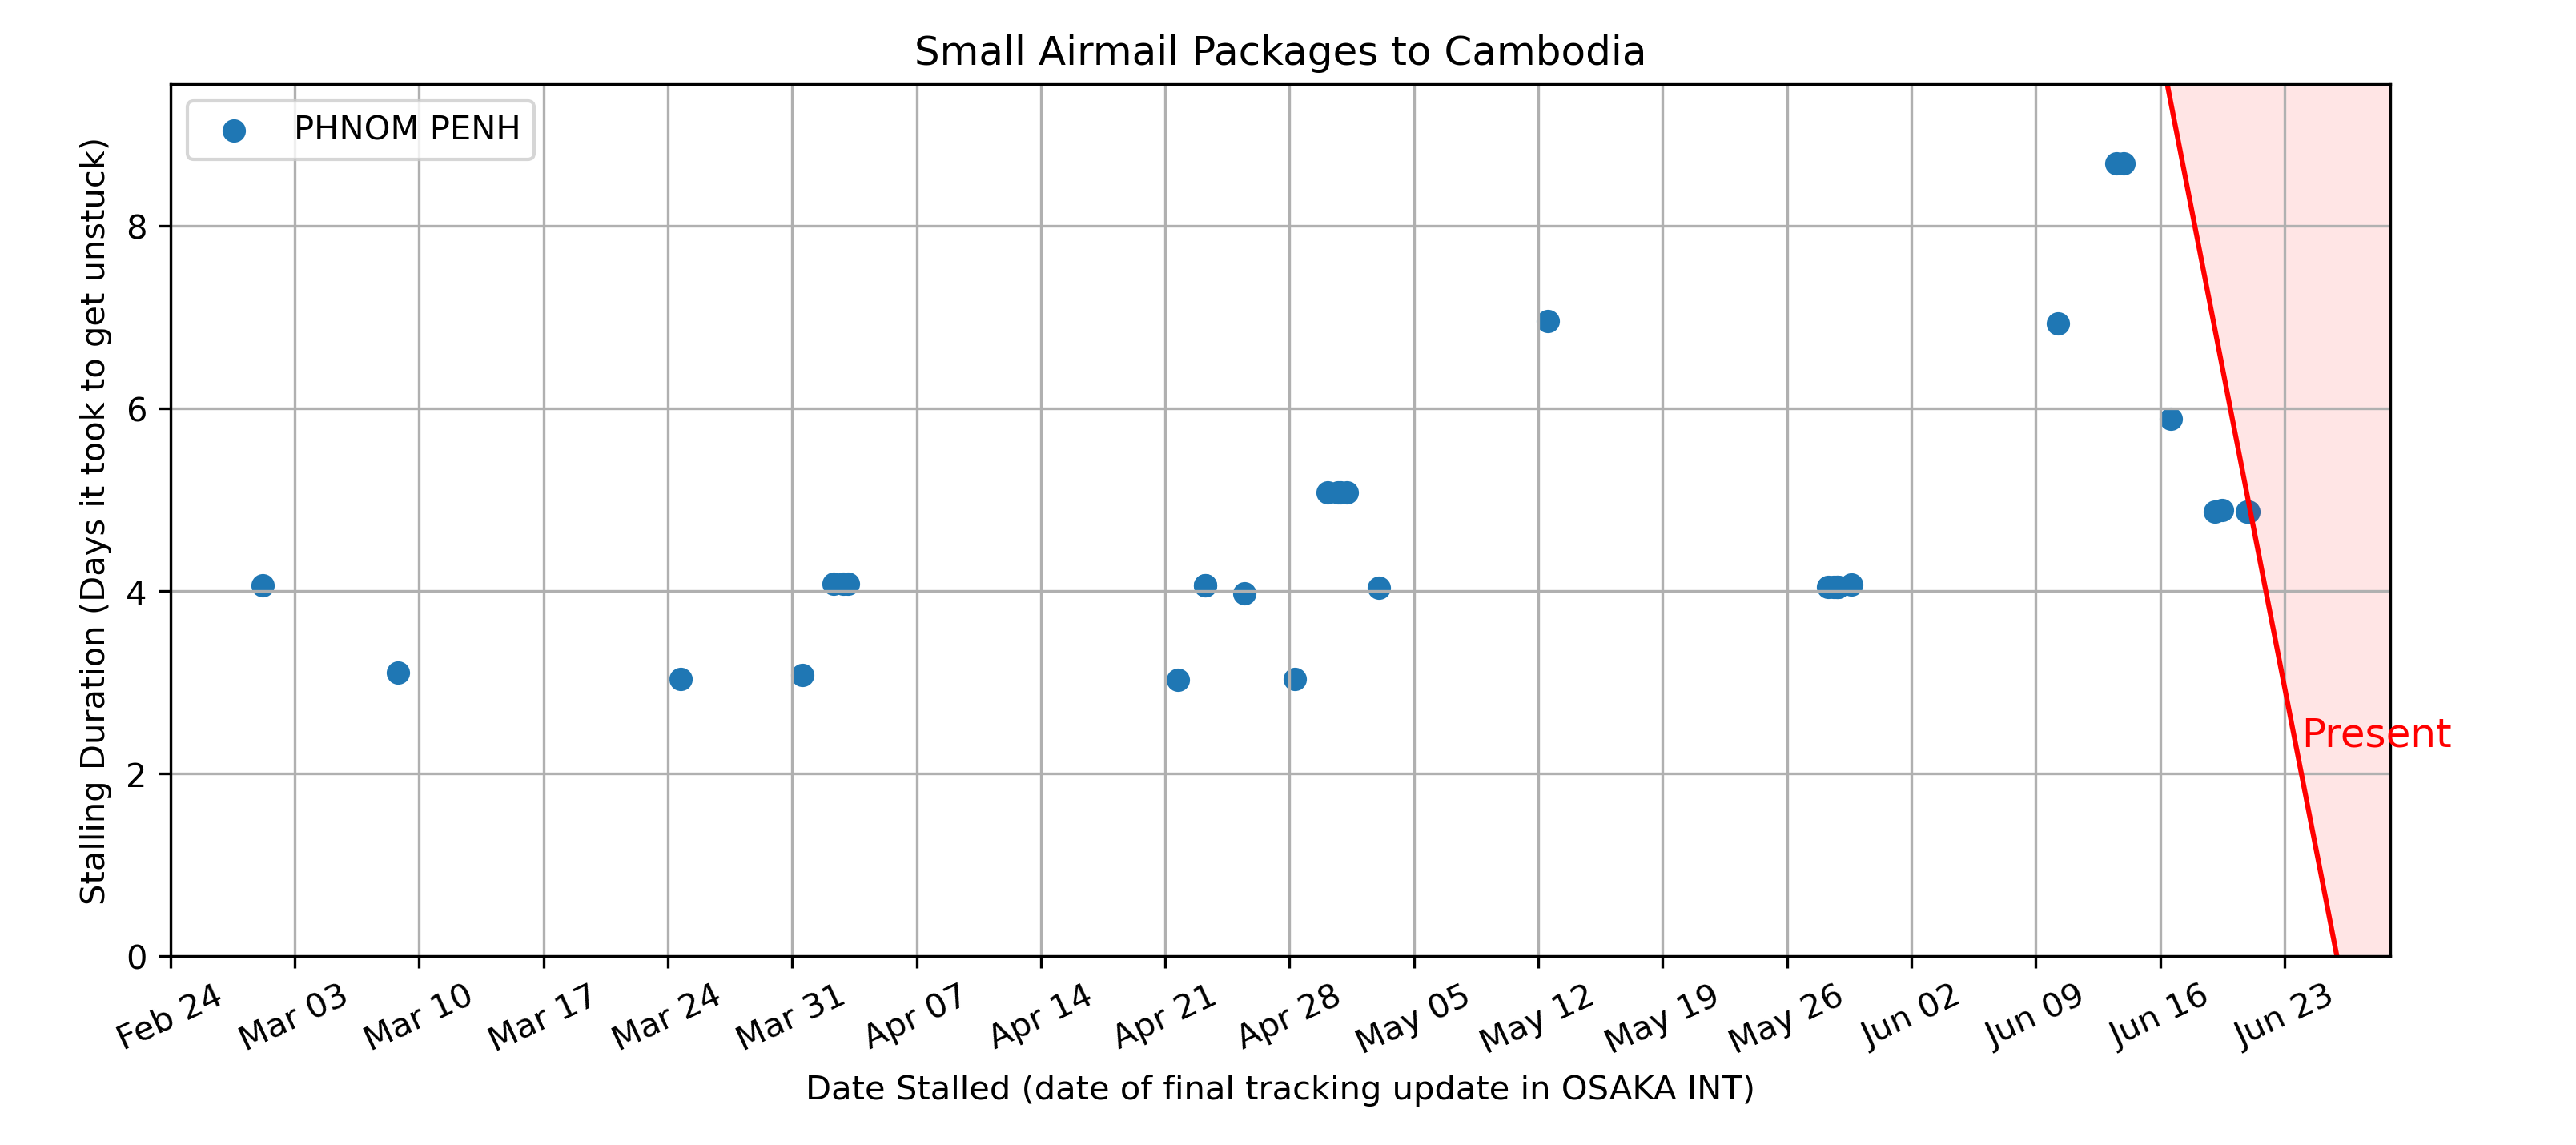 Small Airmail Packages to Cambodia
PHNOM PENH
Stalling Duration (Days it took to get unstuck)
8
6
4
2
0
Present
Feb 24
Mar 03
Mar 10
Mar 17
Mar 24
Mar 31
Apr 07
Apr 14
Apr 21
Apr 28
May 05
May 12
May 19
May 26
Jun 02
Jun 09
Jun 16
Jun 23
Date Stalled (date of final tracking update in OSAKA INT)